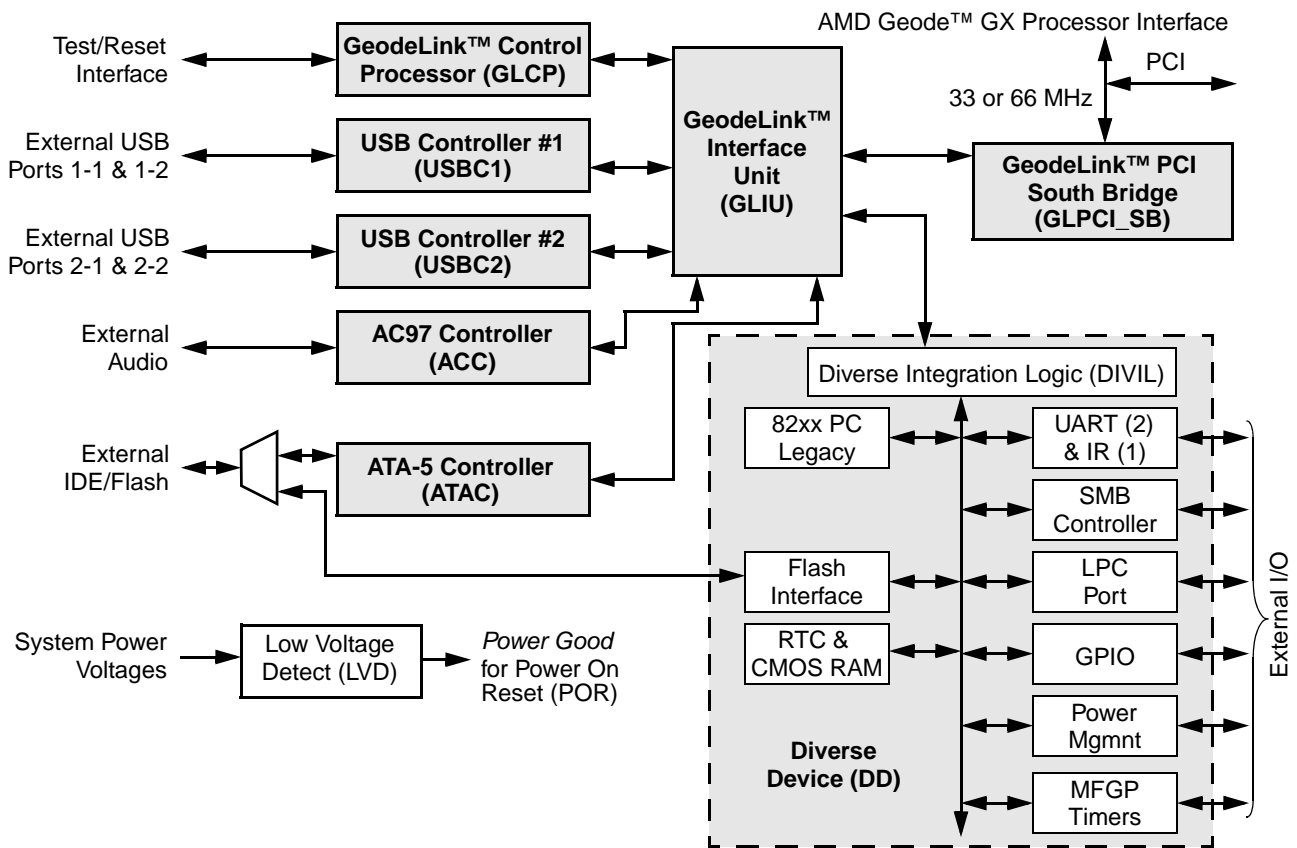 AMD Geode™ GX Processor Interface
Test/Reset
Interface
GeodeLink™ Control
Processor (GLCP)
PCI
33 or 66 MHz
External USB
Ports 1-1 & 1-2
USB Controller #1
(USBC1)
GeodeLink™
Interface
Unit
(GLIU)
GeodeLink™ PCI
South Bridge
(GLPCI_SB)
External USB
Ports 2-1 & 2-2
USB Controller #2
(USBC2)
External
Audio
AC97 Controller
(ACC)
Diverse Integration Logic (DIVIL)
82xx PC
Legacy
UART (2)
& IR (1)
External
IDE/Flash
ATA-5 Controller
(ATAC)
SMB
Controller
Flash
Interface
LPC
Port
External I/O
System Power
Voltages
Low Voltage
Detect (LVD)
Power Good
for Power On
Reset (POR)
RTC &
CMOS RAM
GPIO
Power
Mgmnt
Diverse
Device (DD)
MFGP
Timers